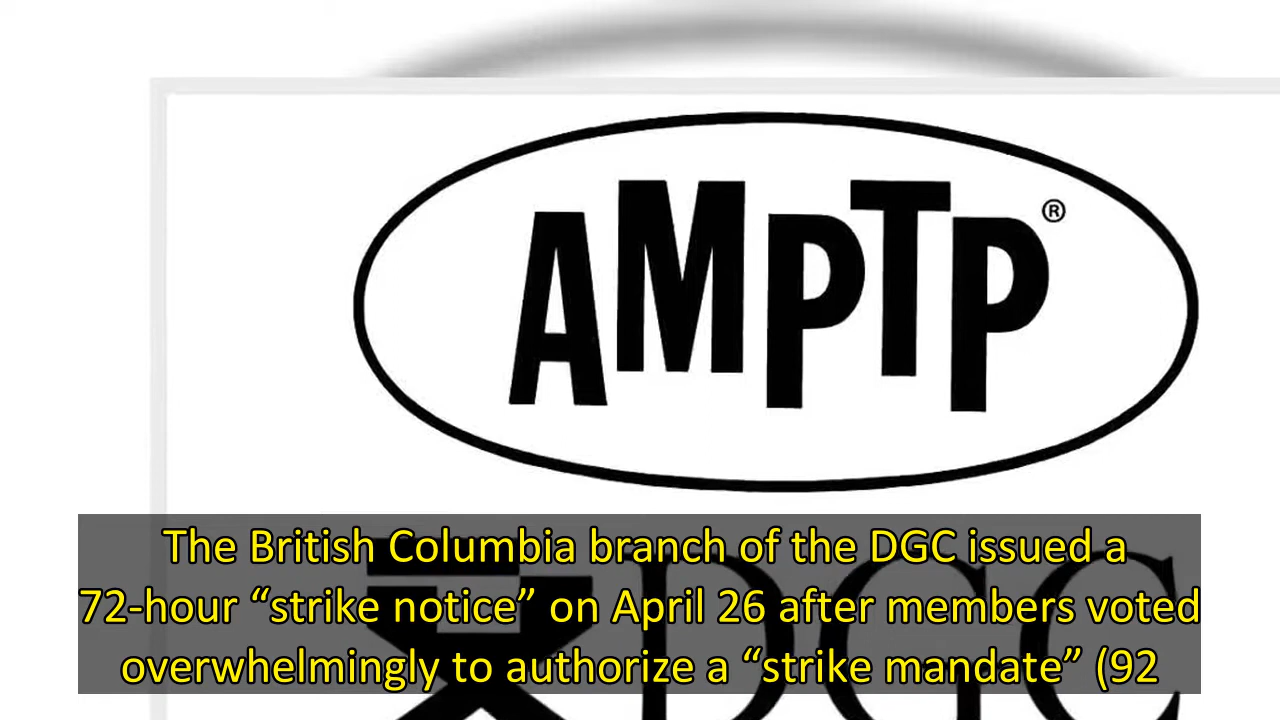 AMPTP®
DGC
The British Columbia branch of the DGC issued a
72-hour “strike notice” on April 26 after members voted
overwhelmingly to authorize a “strike mandate” (92